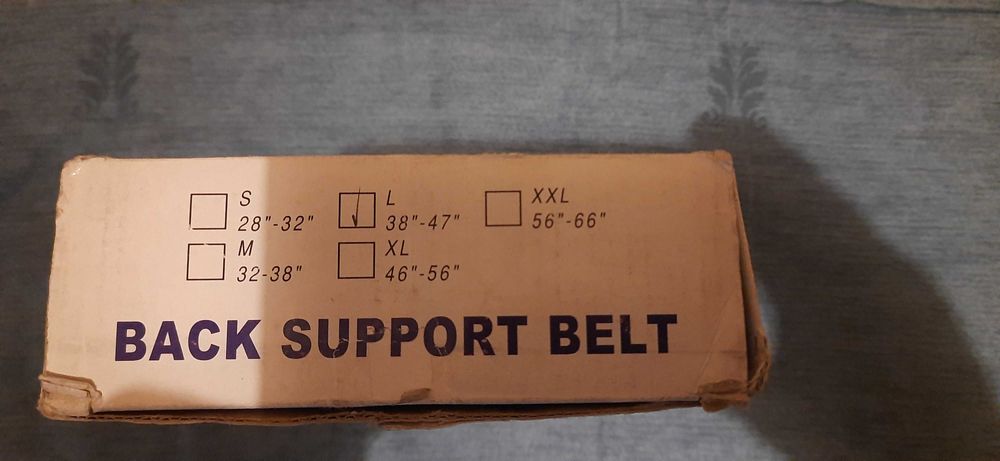 S
28"-32"
M
32-38"
L
38"-47"
XL
46"-56"
XXL
56"-66"
BACK SUPPORT BELT